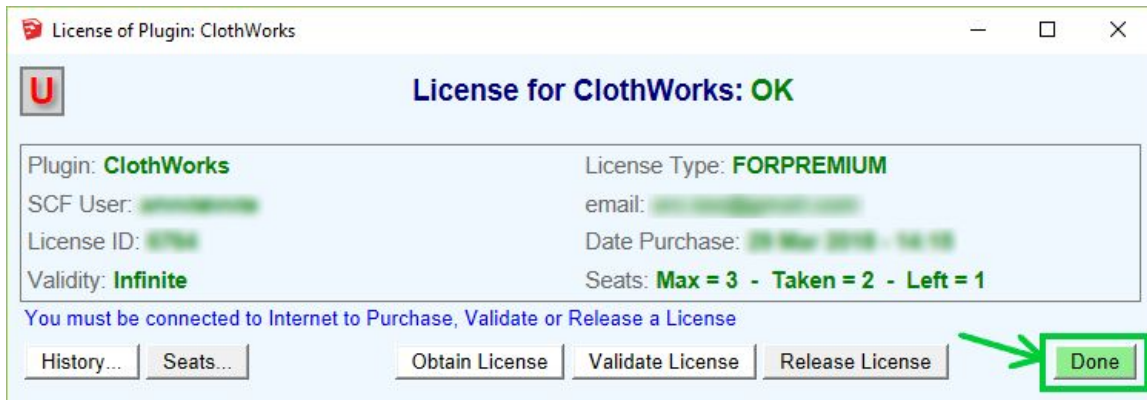 License of Plugin: ClothWorks
U
License for ClothWorks: OK
Plugin: ClothWorks
License Type: FORPREMIUM
SCF User:
email:
License ID:
Date Purchase:
Validity: Infinite
Seats: Max = 3 - Taken = 2 - Left = 1
You must be connected to Internet to Purchase, Validate or Release a License
History... Seats... Obtain License Validate License Release License Done